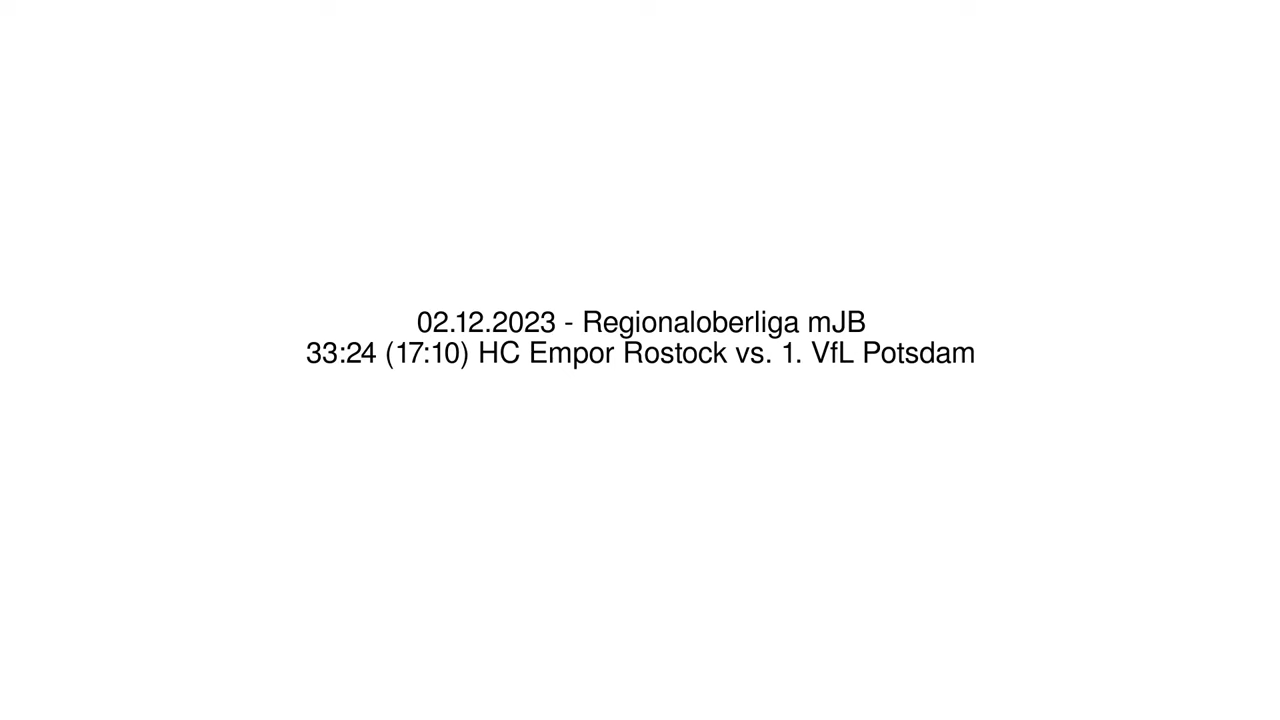 02.12.2023 - Regionaloberliga mJB
33:24 (17:10) HC Empor Rostock vs. 1. VfL Potsdam